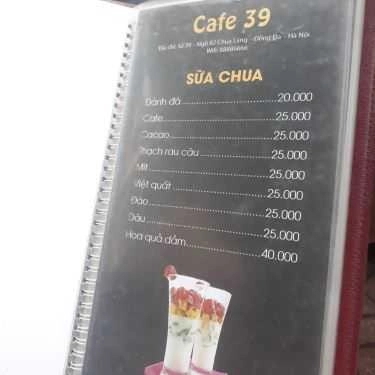 Cafe 39
SỮA CHUA
Đánh đá 20.000
Cafe 25.000
Cacao 25.000
Thạch rau câu 25.000
Mít 25.000
Việt quất 25.000
Đào 25.000
Dâu 25.000
Hoa quả dầm 40.000